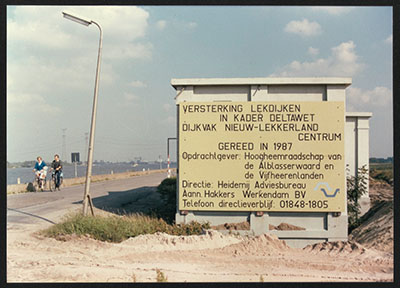 VERSTERKING LEKDIJKEN
IN KADER DELTAWET
DIJKVAK NIEUW-LEKKERLAND
CENTRUM
GEREED IN 1987
Opdrachtgever: Hoogheemraadschap van
de Alblasserwaard en
de Vijfheerenlanden
Directie: Heidemij Adviesbureau
Aann. Hakkers Werkendam BV
Telefoon directieverblijf. 01848-1805